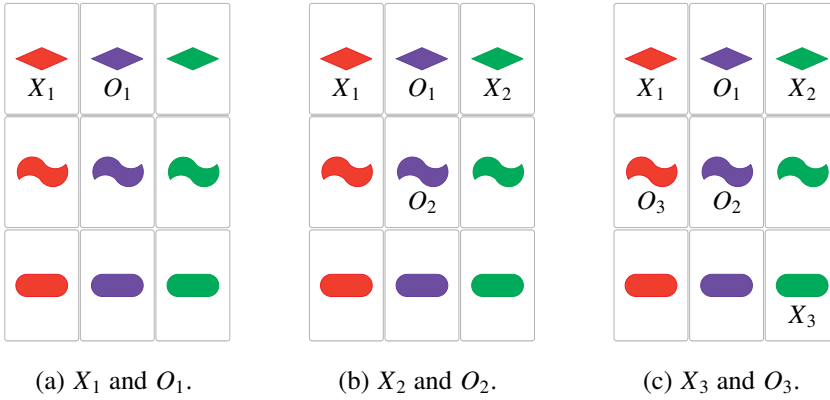 X₁ O₁
X₁ O₁ X₂
X₁ O₁ X₂
O₂
O₃ O₂
X₃
(a) X₁ and O₁.
(b) X₂ and O₂.
(c) X₃ and O₃.